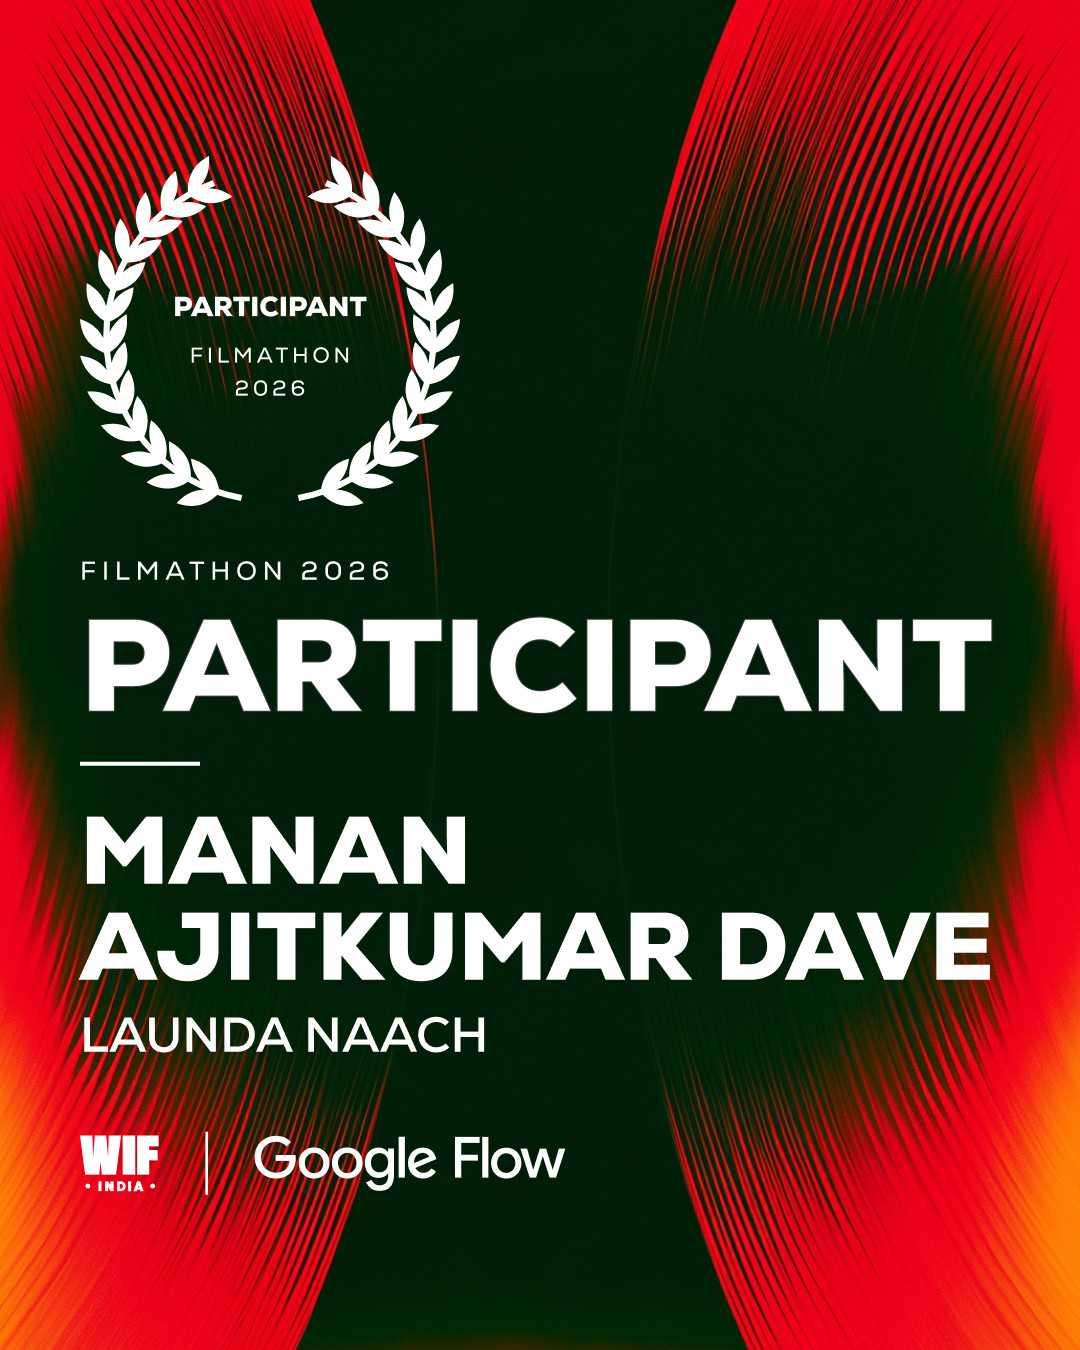 PARTICIPANT
FILMATHON
2026
FILMATHON 2026
PARTICIPANT
MANAN
AJITKUMAR DAVE
LAUNDA NAACH
WIF
• INDIA •
Google Flow